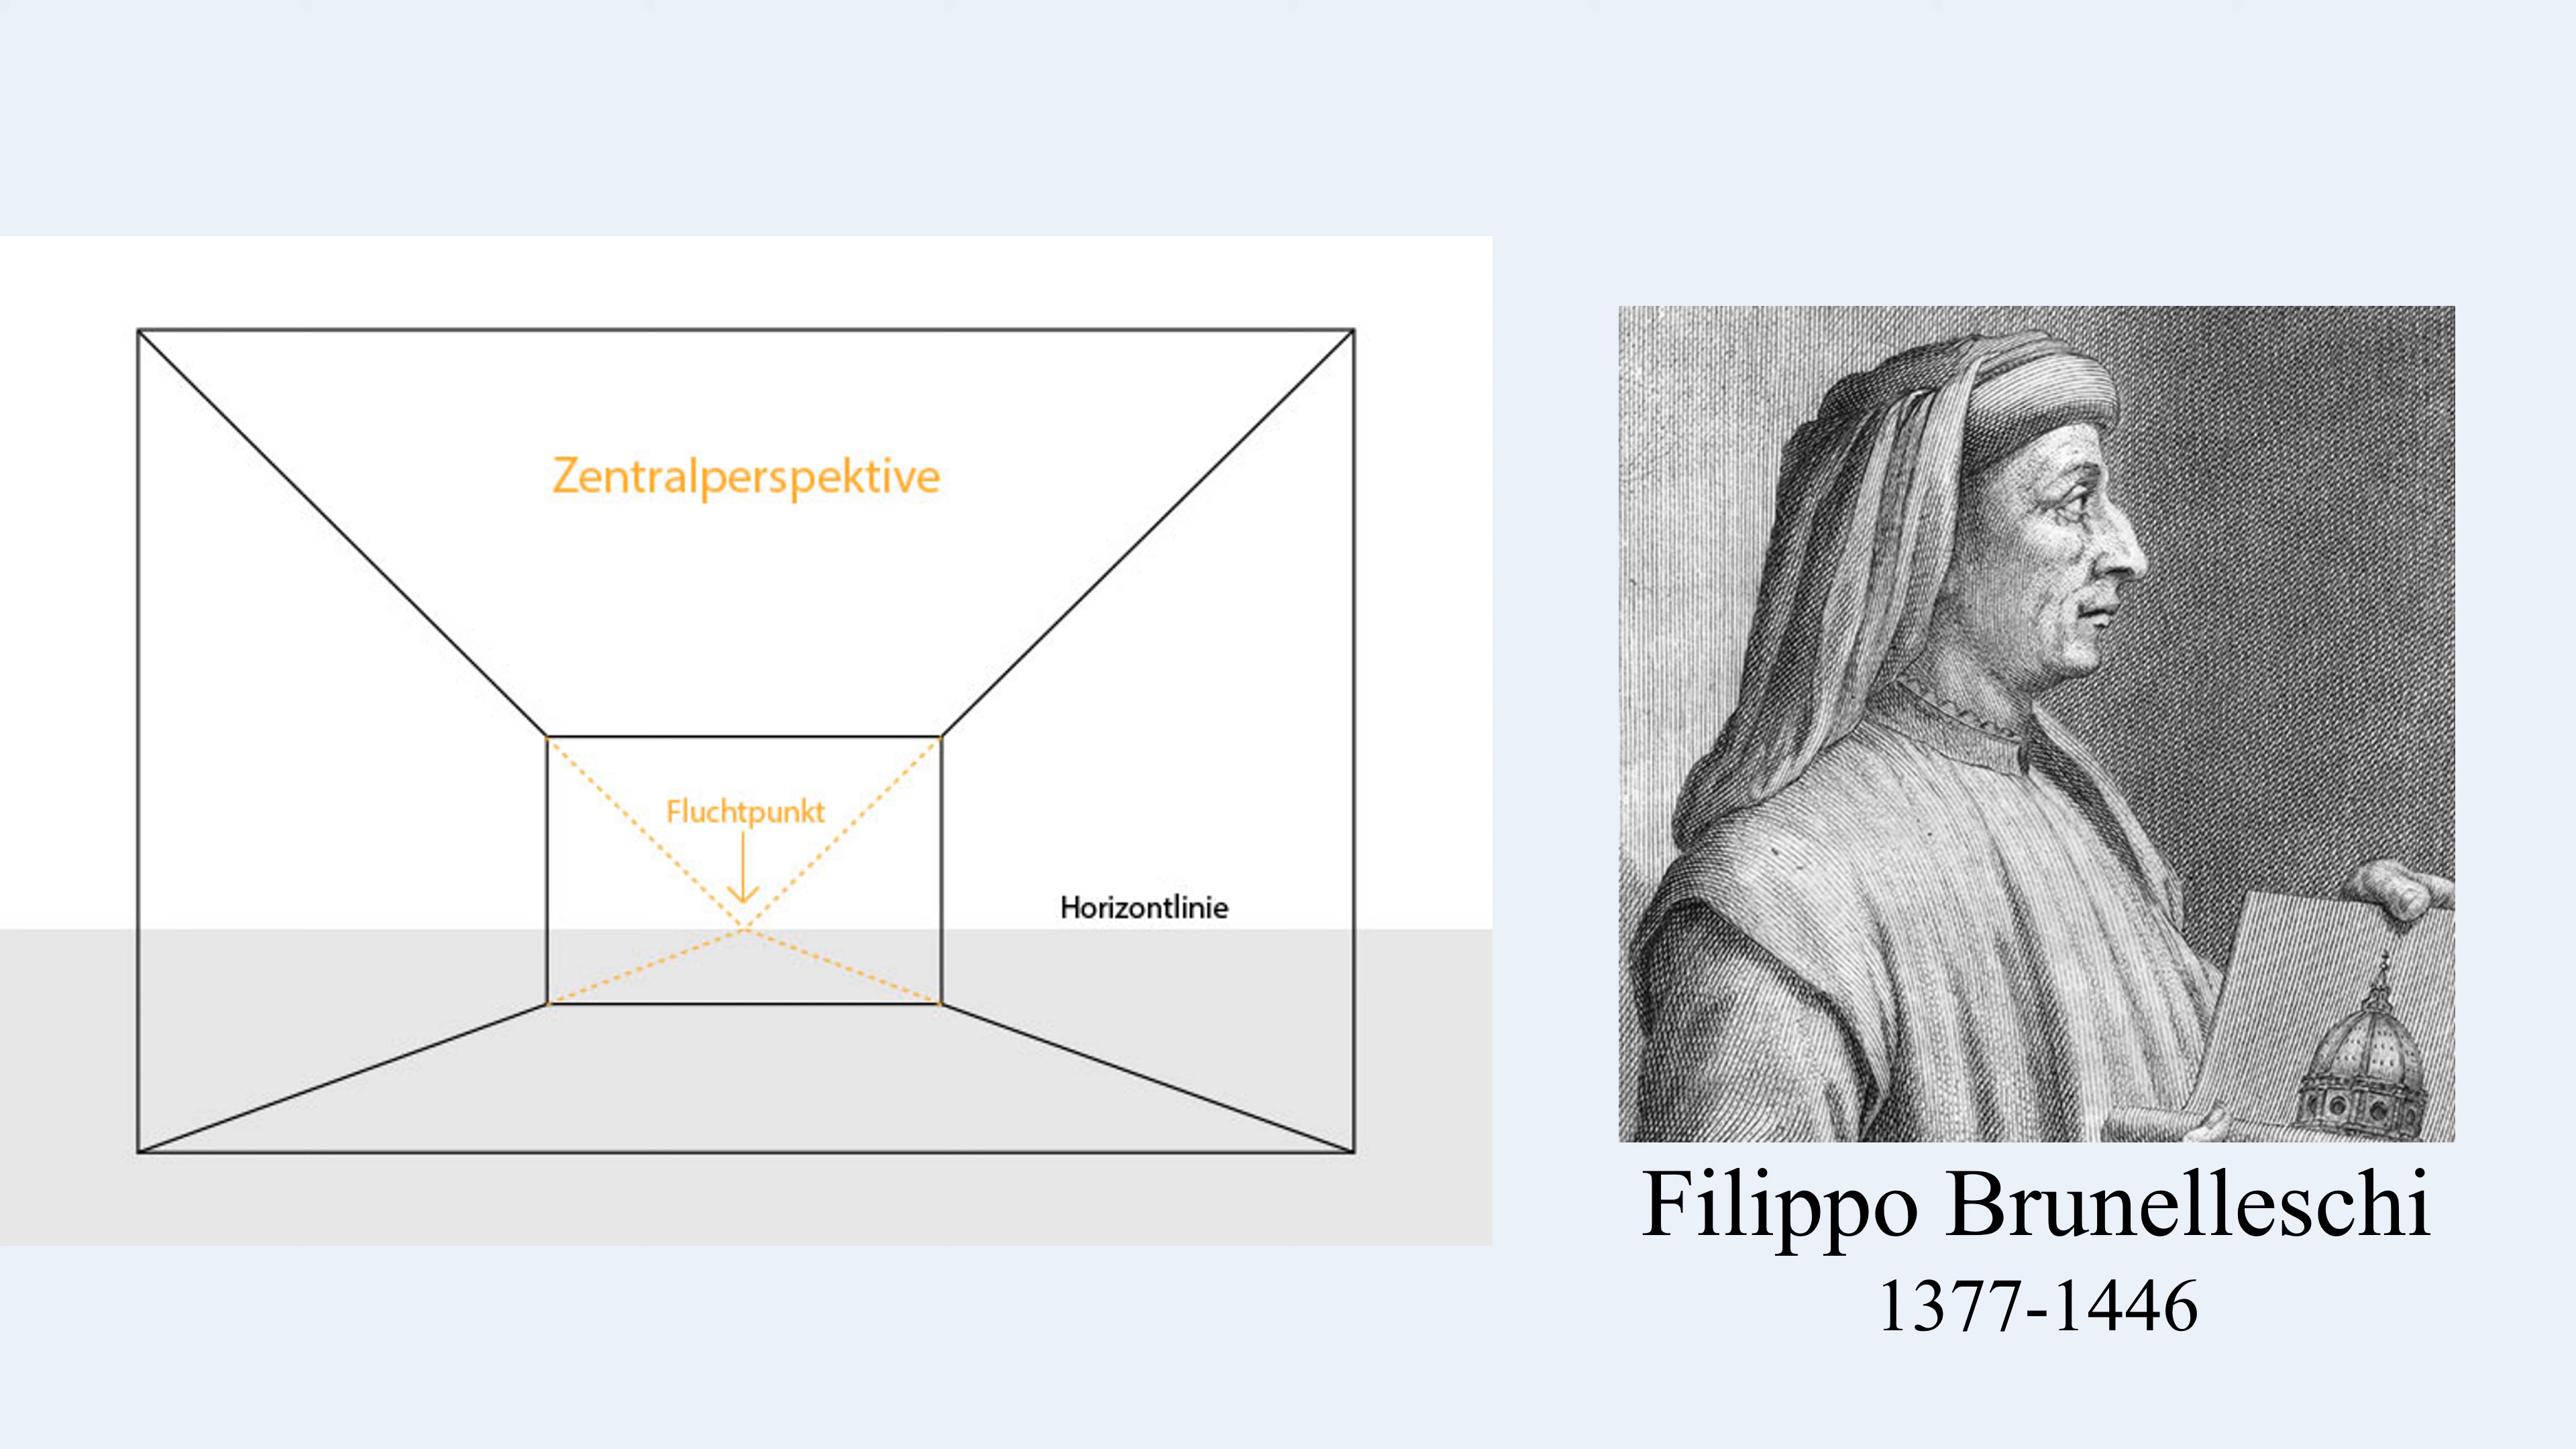 Zentralperspektive
Fluchtpunkt
Horizontlinie
Filippo Brunelleschi
1377-1446